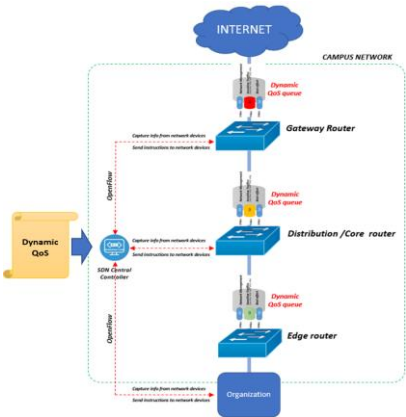 INTERNET
CAMPUS NETWORK
Dynamic
QoS queue
Gateway Router
Capture info from network devices
Send instructions to network devices
OpenFlow
Dynamic
QoS queue
Dynamic
QoS
Capture info from network devices
Send instructions to network devices
Distribution /Core router
SDN Central
Controller
Dynamic
QoS queue
OpenFlow
Edge router
Capture info from network devices
Send instructions to network devices
Organization